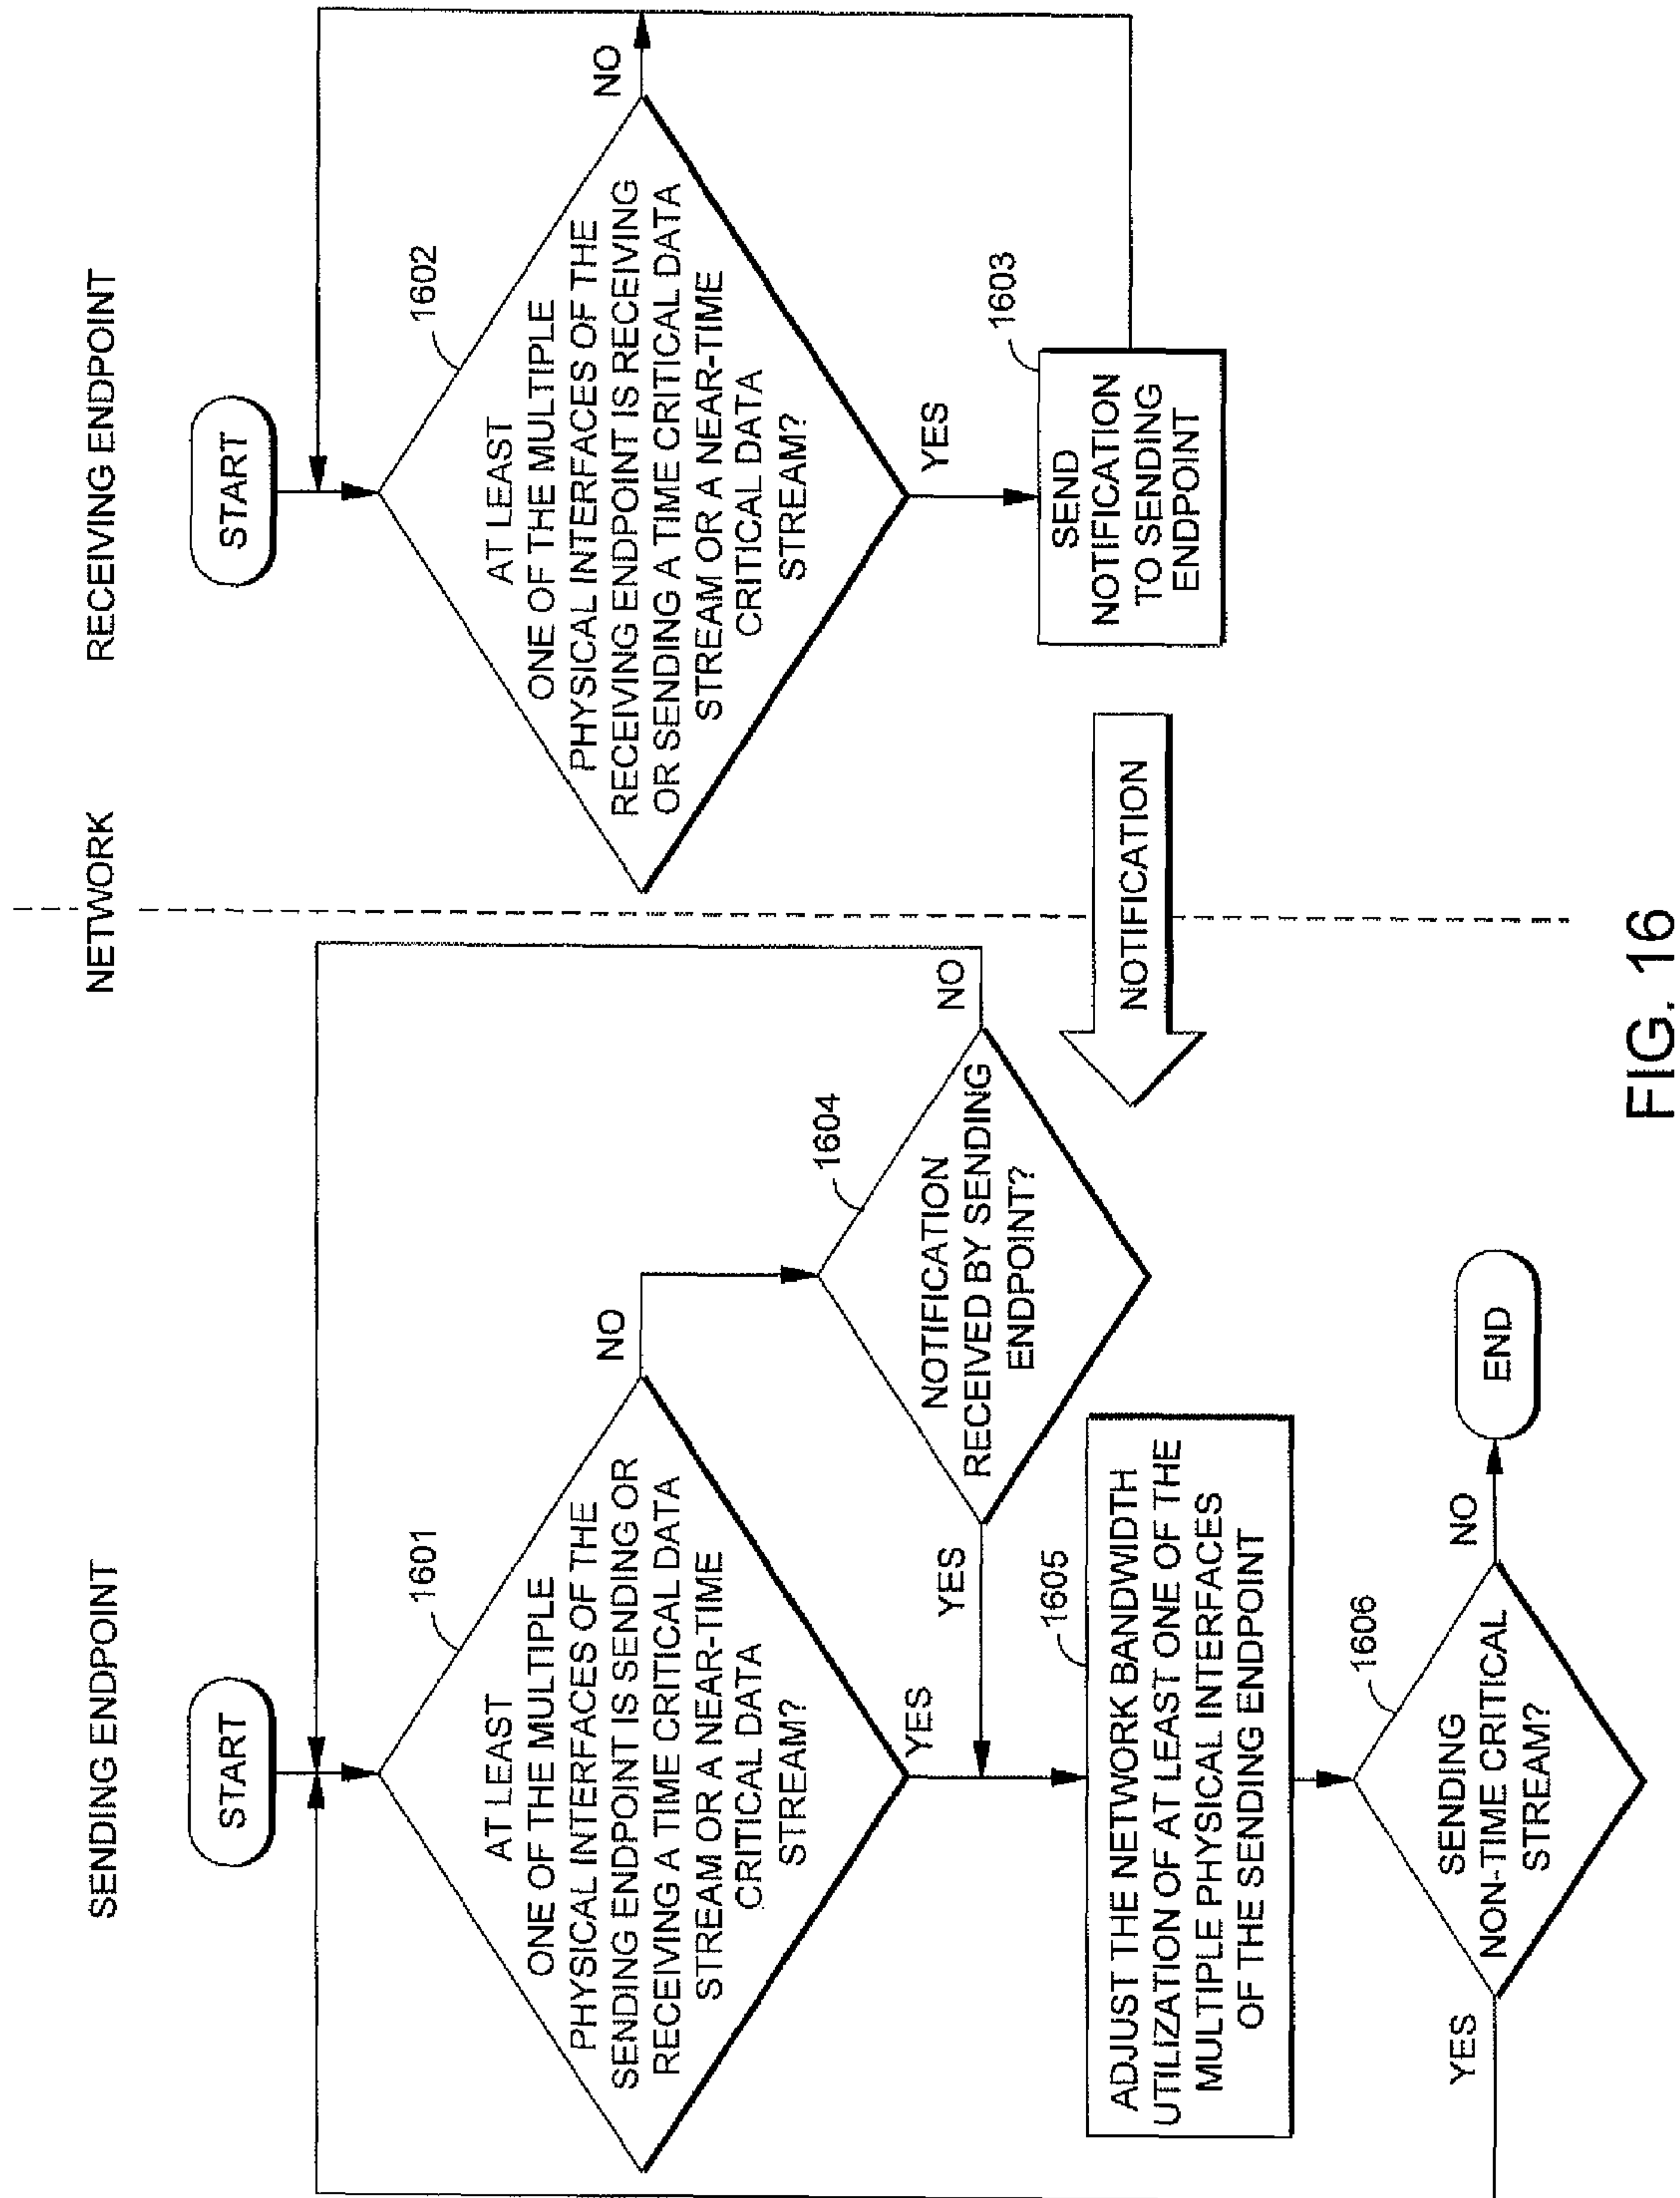 SENDING ENDPOINT
NETWORK
RECEIVING ENDPOINT
START
1601
AT LEAST
ONE OF THE MULTIPLE
PHYSICAL INTERFACES OF THE
SENDING ENDPOINT IS SENDING OR
RECEIVING A TIME CRITICAL DATA
STREAM OR A NEAR-TIME
CRITICAL DATA
STREAM?
NO
YES
1604
NOTIFICATION
RECEIVED BY SENDING
ENDPOINT?
NO
YES
1605
ADJUST THE NETWORK BANDWIDTH
UTILIZATION OF AT LEAST ONE OF THE
MULTIPLE PHYSICAL INTERFACES
OF THE SENDING ENDPOINT
1606
SENDING
NON-TIME CRITICAL
STREAM?
YES
NO
END
START
1602
AT LEAST
ONE OF THE MULTIPLE
PHYSICAL INTERFACES OF THE
RECEIVING ENDPOINT IS RECEIVING
OR SENDING A TIME CRITICAL DATA
STREAM OR A NEAR-TIME
CRITICAL DATA
STREAM?
NO
YES
1603
SEND
NOTIFICATION
TO SENDING
ENDPOINT
NOTIFICATION
FIG. 16